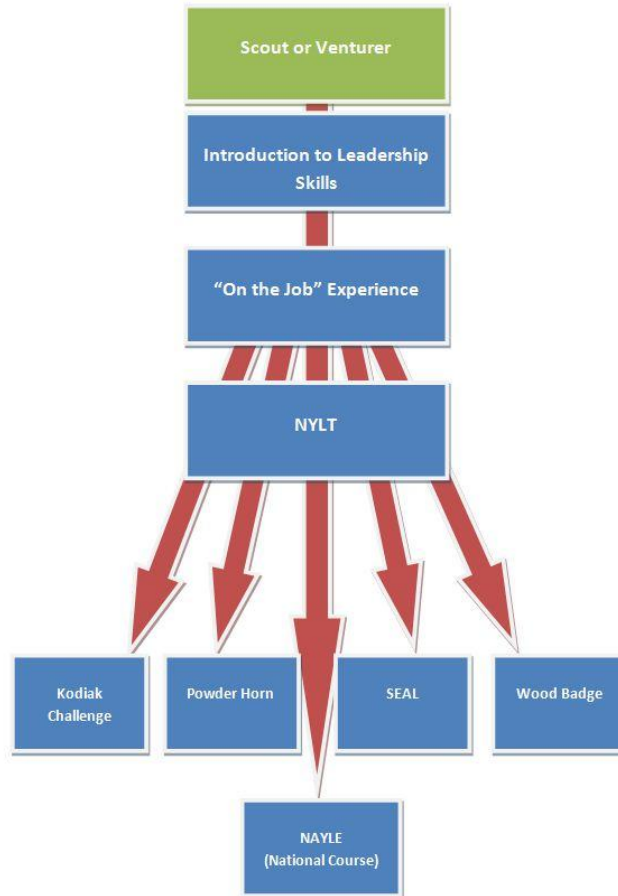 Scout or Venturer
Introduction to Leadership
Skills
“On the Job” Experience
NYLT
Kodiak
Challenge
Powder Horn
SEAL
Wood Badge
NAYLE
(National Course)